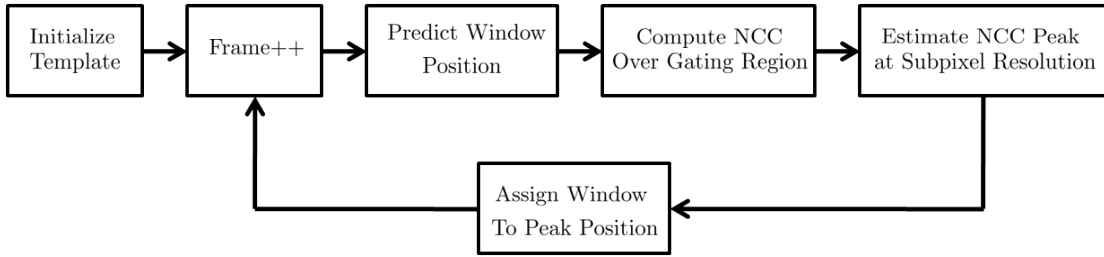 Initialize
Template
Frame++
Predict Window
Position
Compute NCC
Over Gating Region
Estimate NCC Peak
at Subpixel Resolution
Assign Window
To Peak Position